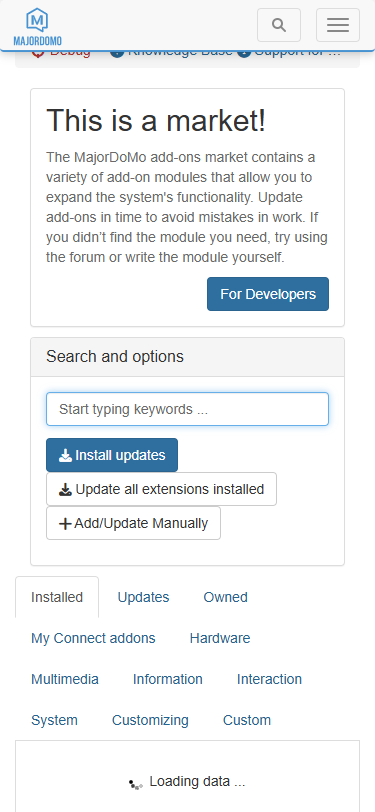 MAJORDOMO
Debug Knowledge Base Support for ...
This is a market!
The MajorDoMo add-ons market contains a
variety of add-on modules that allow you to
expand the system's functionality. Update
add-ons in time to avoid mistakes in work. If
you didn’t find the module you need, try using
the forum or write the module yourself.
For Developers
Search and options
Start typing keywords ...
Install updates
Update all extensions installed
Add/Update Manually
Installed Updates Owned
My Connect addons Hardware
Multimedia Information Interaction
System Customizing Custom
Loading data ...